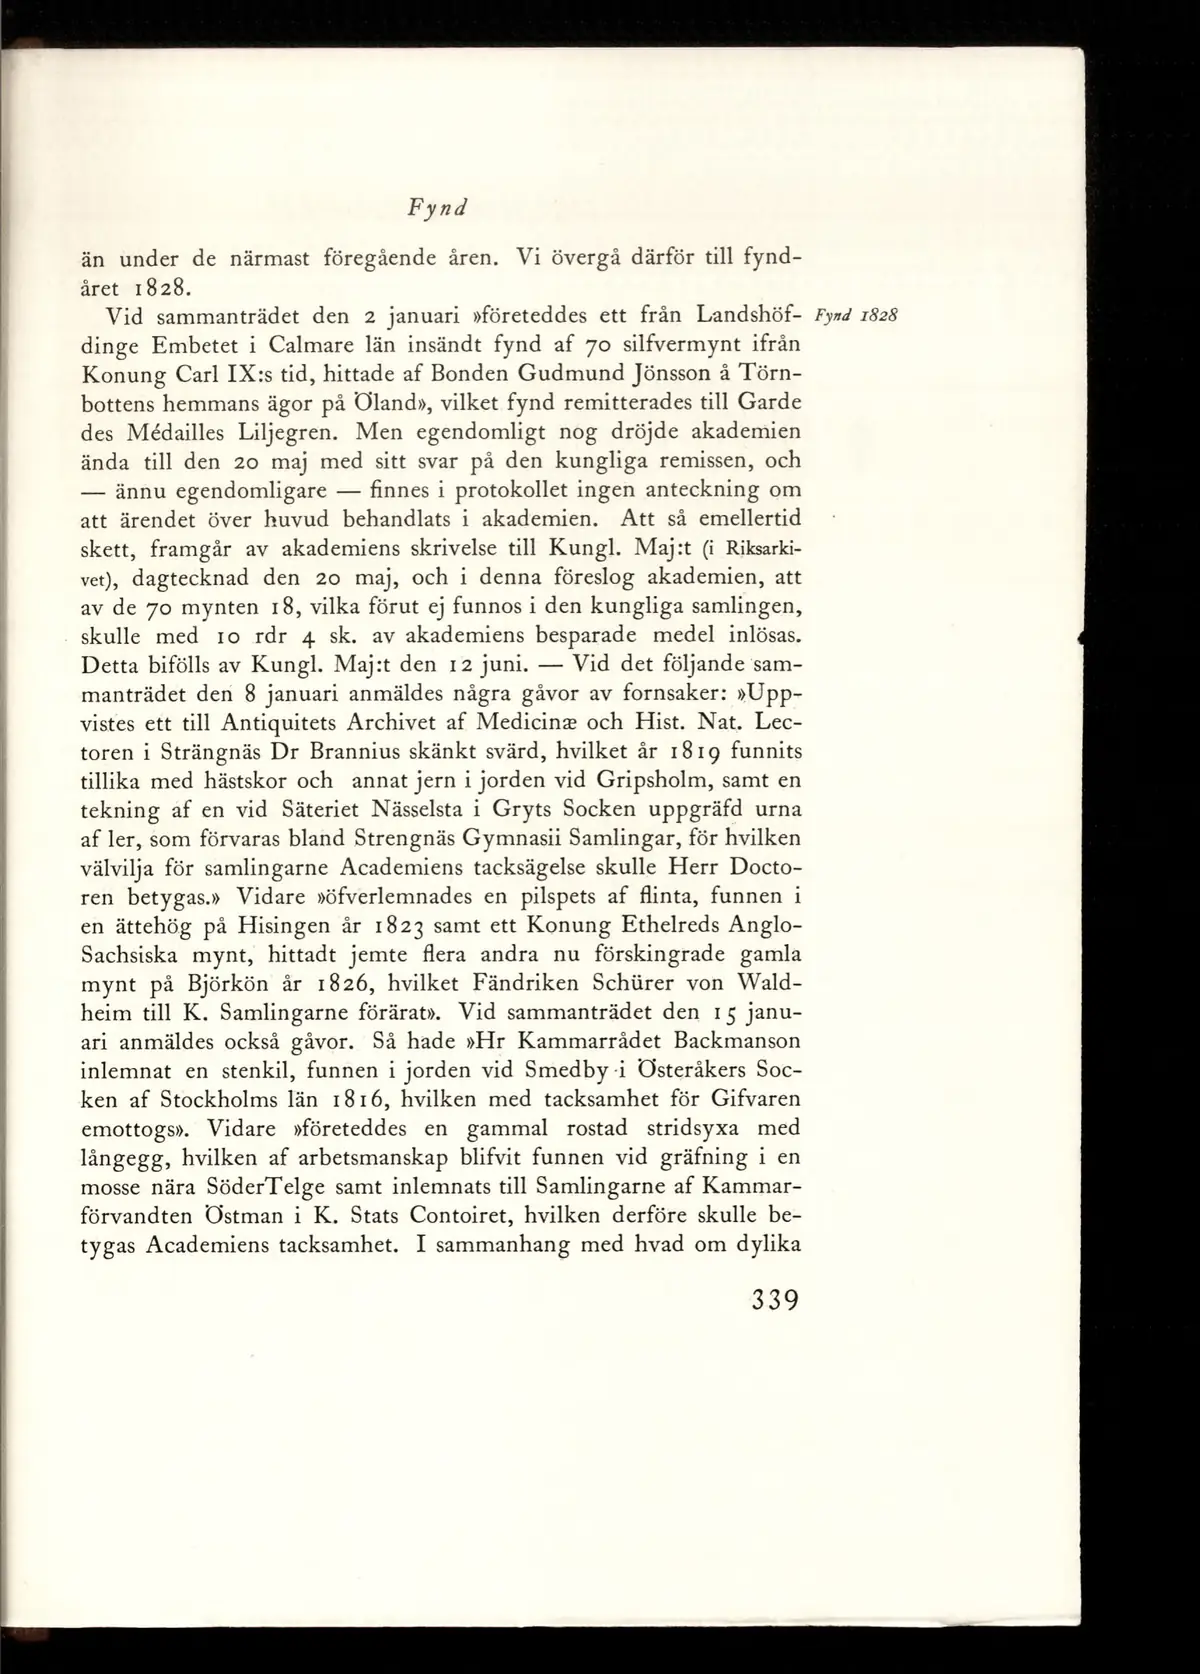 Fynd
än under de närmast föregående åren. Vi övergå därför till fynd-
året 1828.
Vid sammanträdet den 2 januari »företeddes ett från Landshöf- Fynd 1828
dinge Embetet i Calmare län insändt fynd af 70 silfvermynt ifrån
Konung Carl IX:s tid, hittade af Bonden Gudmund Jönsson å Törn-
bottens hemmans ägor på Öland», vilket fynd remitterades till Garde
des Médailles Liljegren. Men egendomligt nog dröjde akademien
ända till den 20 maj med sitt svar på den kungliga remissen, och
— ännu egendomligare — finnes i protokollet ingen anteckning om
att ärendet över huvud behandlats i akademien. Att så emellertid
skett, framgår av akademiens skrivelse till Kungl. Maj:t (i Riksarki-
vet), dagtecknad den 20 maj, och i denna föreslog akademien, att
av de 70 mynten 18, vilka förut ej funnos i den kungliga samlingen,
skulle med 10 rdr 4 sk. av akademiens besparade medel inlösas.
Detta bifölls av Kungl. Maj:t den 12 juni. — Vid det följande sam-
manträdet den 8 januari anmäldes några gåvor av fornsaker: »Upp-
vistes ett till Antiquitets Archivet af Medicinæ och Hist. Nat. Lec-
toren i Strängnäs Dr Brannius skänkt svärd, hvilket år 1819 funnits
tillika med hästskor och annat jern i jorden vid Gripsholm, samt en
tekning af en vid Säteriet Nässelsta i Gryts Socken uppgräfd urna
af ler, som förvaras bland Strengnäs Gymnasii Samlingar, för hvilken
välvilja för samlingarne Academiens tacksägelse skulle Herr Docto-
ren betygas.» Vidare »öfverlemnades en pilspets af flinta, funnen i
en ättehög på Hisingen år 1823 samt ett Konung Ethelreds Anglo-
Sachsiska mynt, hittadt jemte flera andra nu förskingrade gamla
mynt på Björkön år 1826, hvilket Fändriken Schürer von Wald-
heim till K. Samlingarne förärat». Vid sammanträdet den 15 janu-
ari anmäldes också gåvor. Så hade »Hr Kammarrådet Backmanson
inlemnat en stenkil, funnen i jorden vid Smedby i Österåkers Soc-
ken af Stockholms län 1816, hvilken med tacksamhet för Gifvaren
emottogs». Vidare »företeddes en gammal rostad stridsyxa med
långegg, hvilken af arbetsmanskap blifvit funnen vid gräfning i en
mosse nära SöderTelge samt inlemnats till Samlingarne af Kammar-
förvandten Östman i K. Stats Contoiret, hvilken derföre skulle be-
tygas Academiens tacksamhet. I sammanhang med hvad om dylika
339